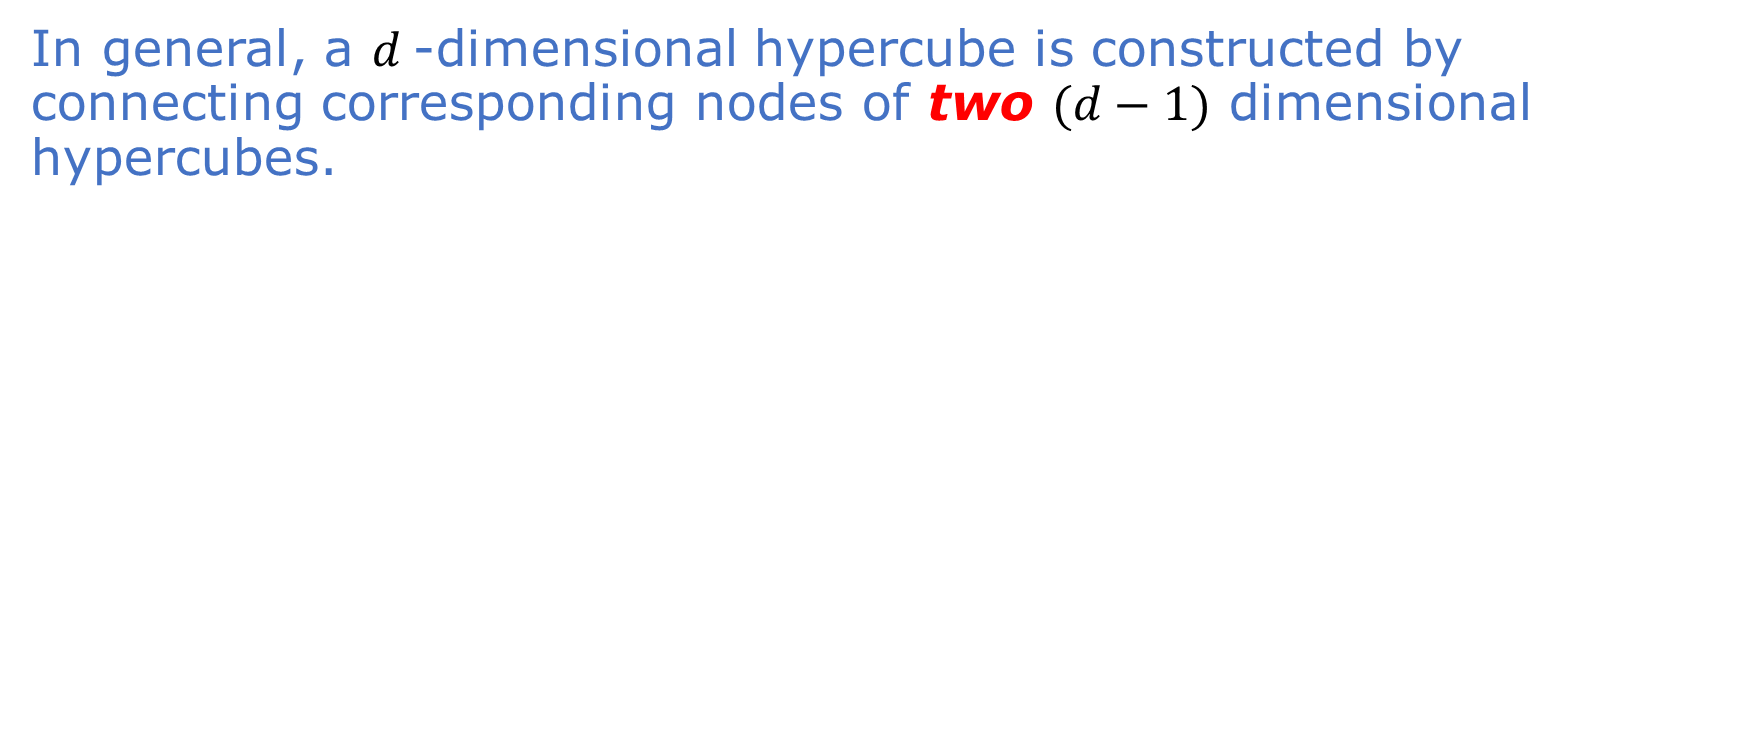 In general, a d -dimensional hypercube is constructed by
connecting corresponding nodes of two (d − 1) dimensional
hypercubes.